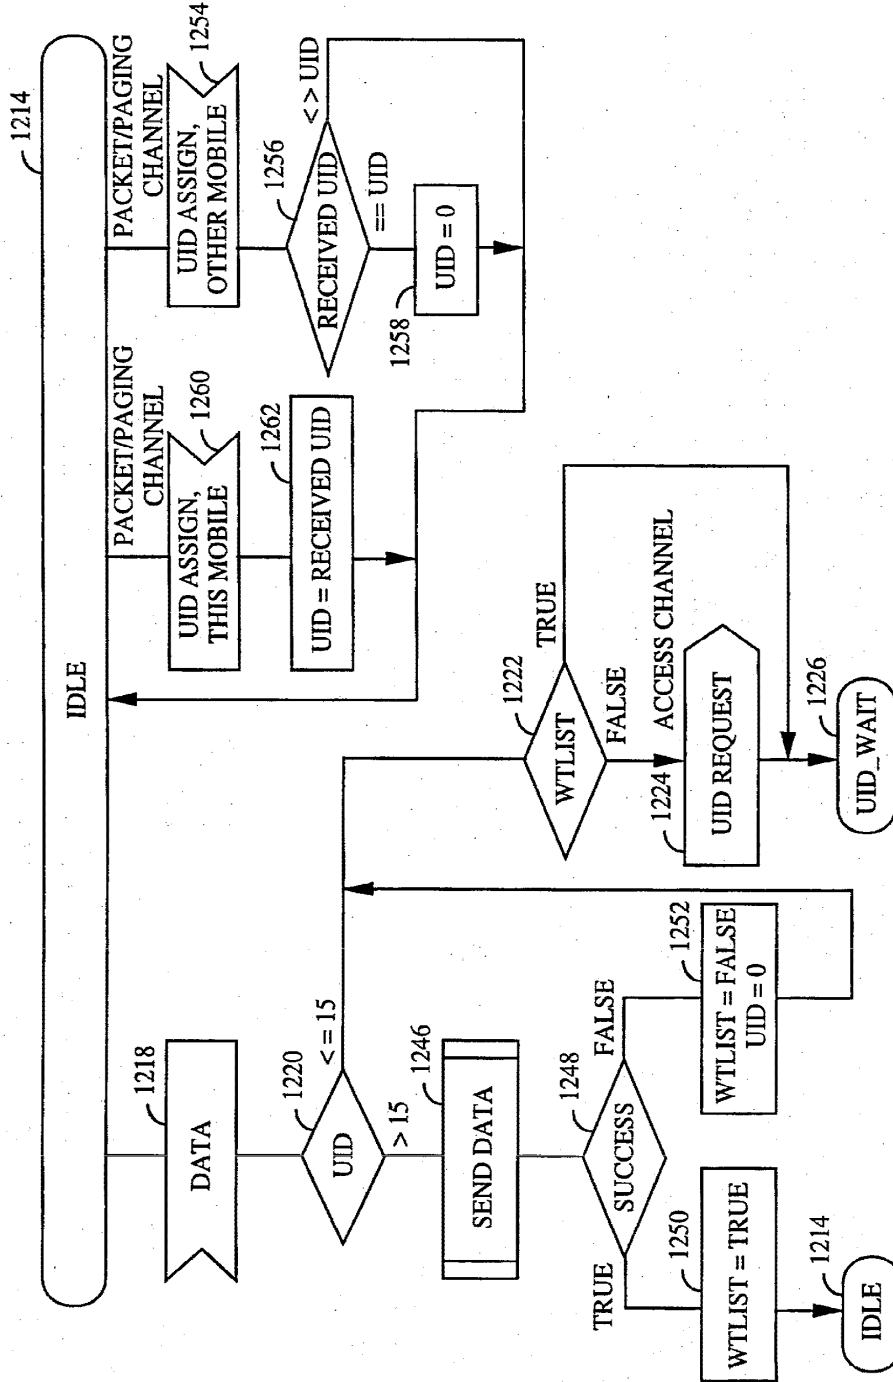 1214
IDLE
1218
DATA
1220
UID
<= 15
> 15
1246
SEND DATA
1248
SUCCESS
TRUE
FALSE
1250
WTLIST = TRUE
1214
IDLE
1252
WTLIST = FALSE
UID = 0
1222
WTLIST
TRUE
FALSE
ACCESS CHANNEL
1224
UID REQUEST
1226
UID_WAIT
PACKET/PAGING
CHANNEL
1260
UID ASSIGN,
THIS MOBILE
1262
UID = RECEIVED UID
PACKET/PAGING
CHANNEL
1254
UID ASSIGN,
OTHER MOBILE
1256
RECEIVED UID
< > UID
== UID
1258
UID = 0